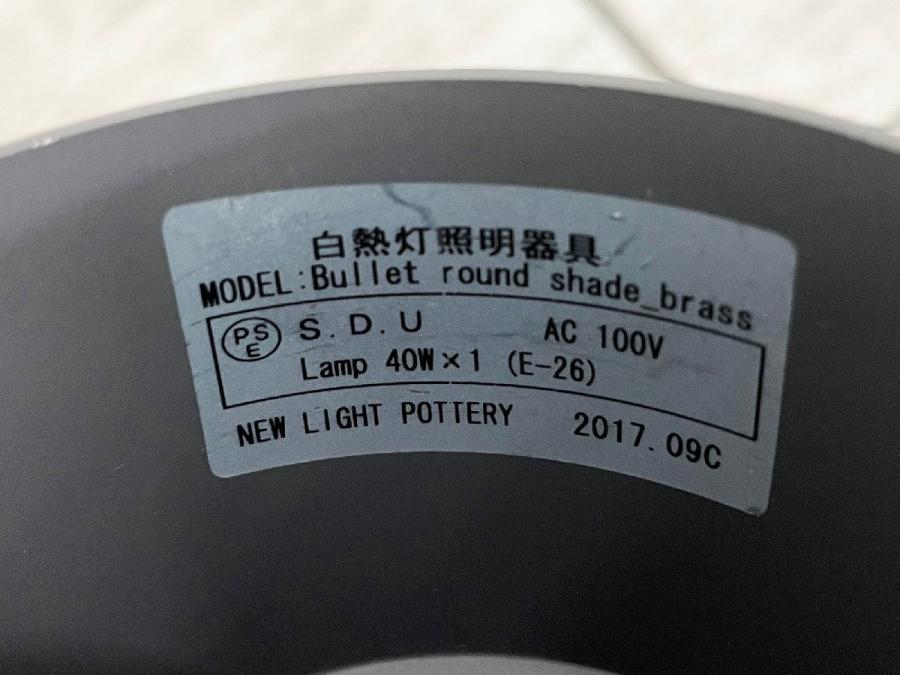 白熱灯照明器具
MODEL:Bullet round shade_brass
PSE S.D.U AC 100V
Lamp 40W×1 (E-26)
NEW LIGHT POTTERY 2017.09C